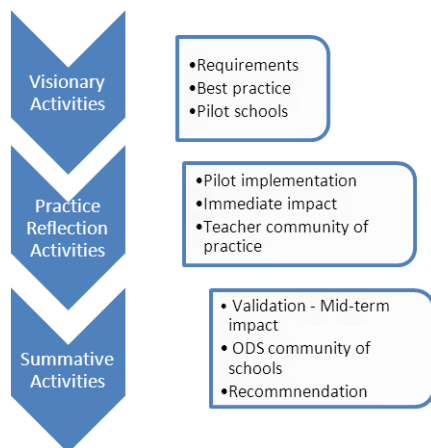 Visionary
Activities
•Requirements
•Best practice
•Pilot schools
Practice
Reflection
Activities
•Pilot implementation
•Immediate impact
•Teacher community of
practice
Summative
Activities
• Validation - Mid-term
impact
• ODS community of
schools
• Recommnendation